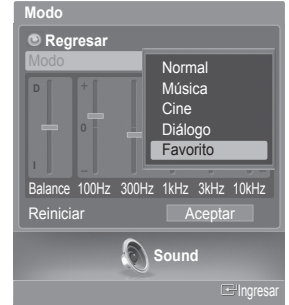 Modo
Regresar
Modo
Normal
Música
Cine
Diálogo
Favorito
D
+
0
I
-
Balance 100Hz 300Hz 1kHz 3kHz 10kHz
Reiniciar Aceptar
Sound
Ingresar